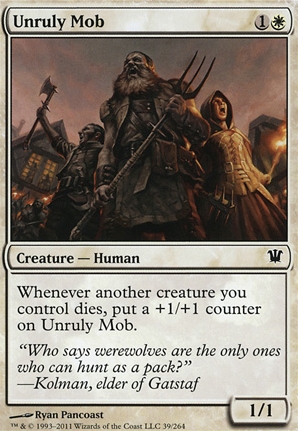 Unruly Mob 1
Creature — Human
Whenever another creature you
control dies, put a +1/+1 counter
on Unruly Mob.
“Who says werewolves are the only ones
who can hunt as a pack?”
—Kolman, elder of Gatstaf
Ryan Pancoast
™ & © 1993–2011 Wizards of the Coast LLC 39/264
1/1